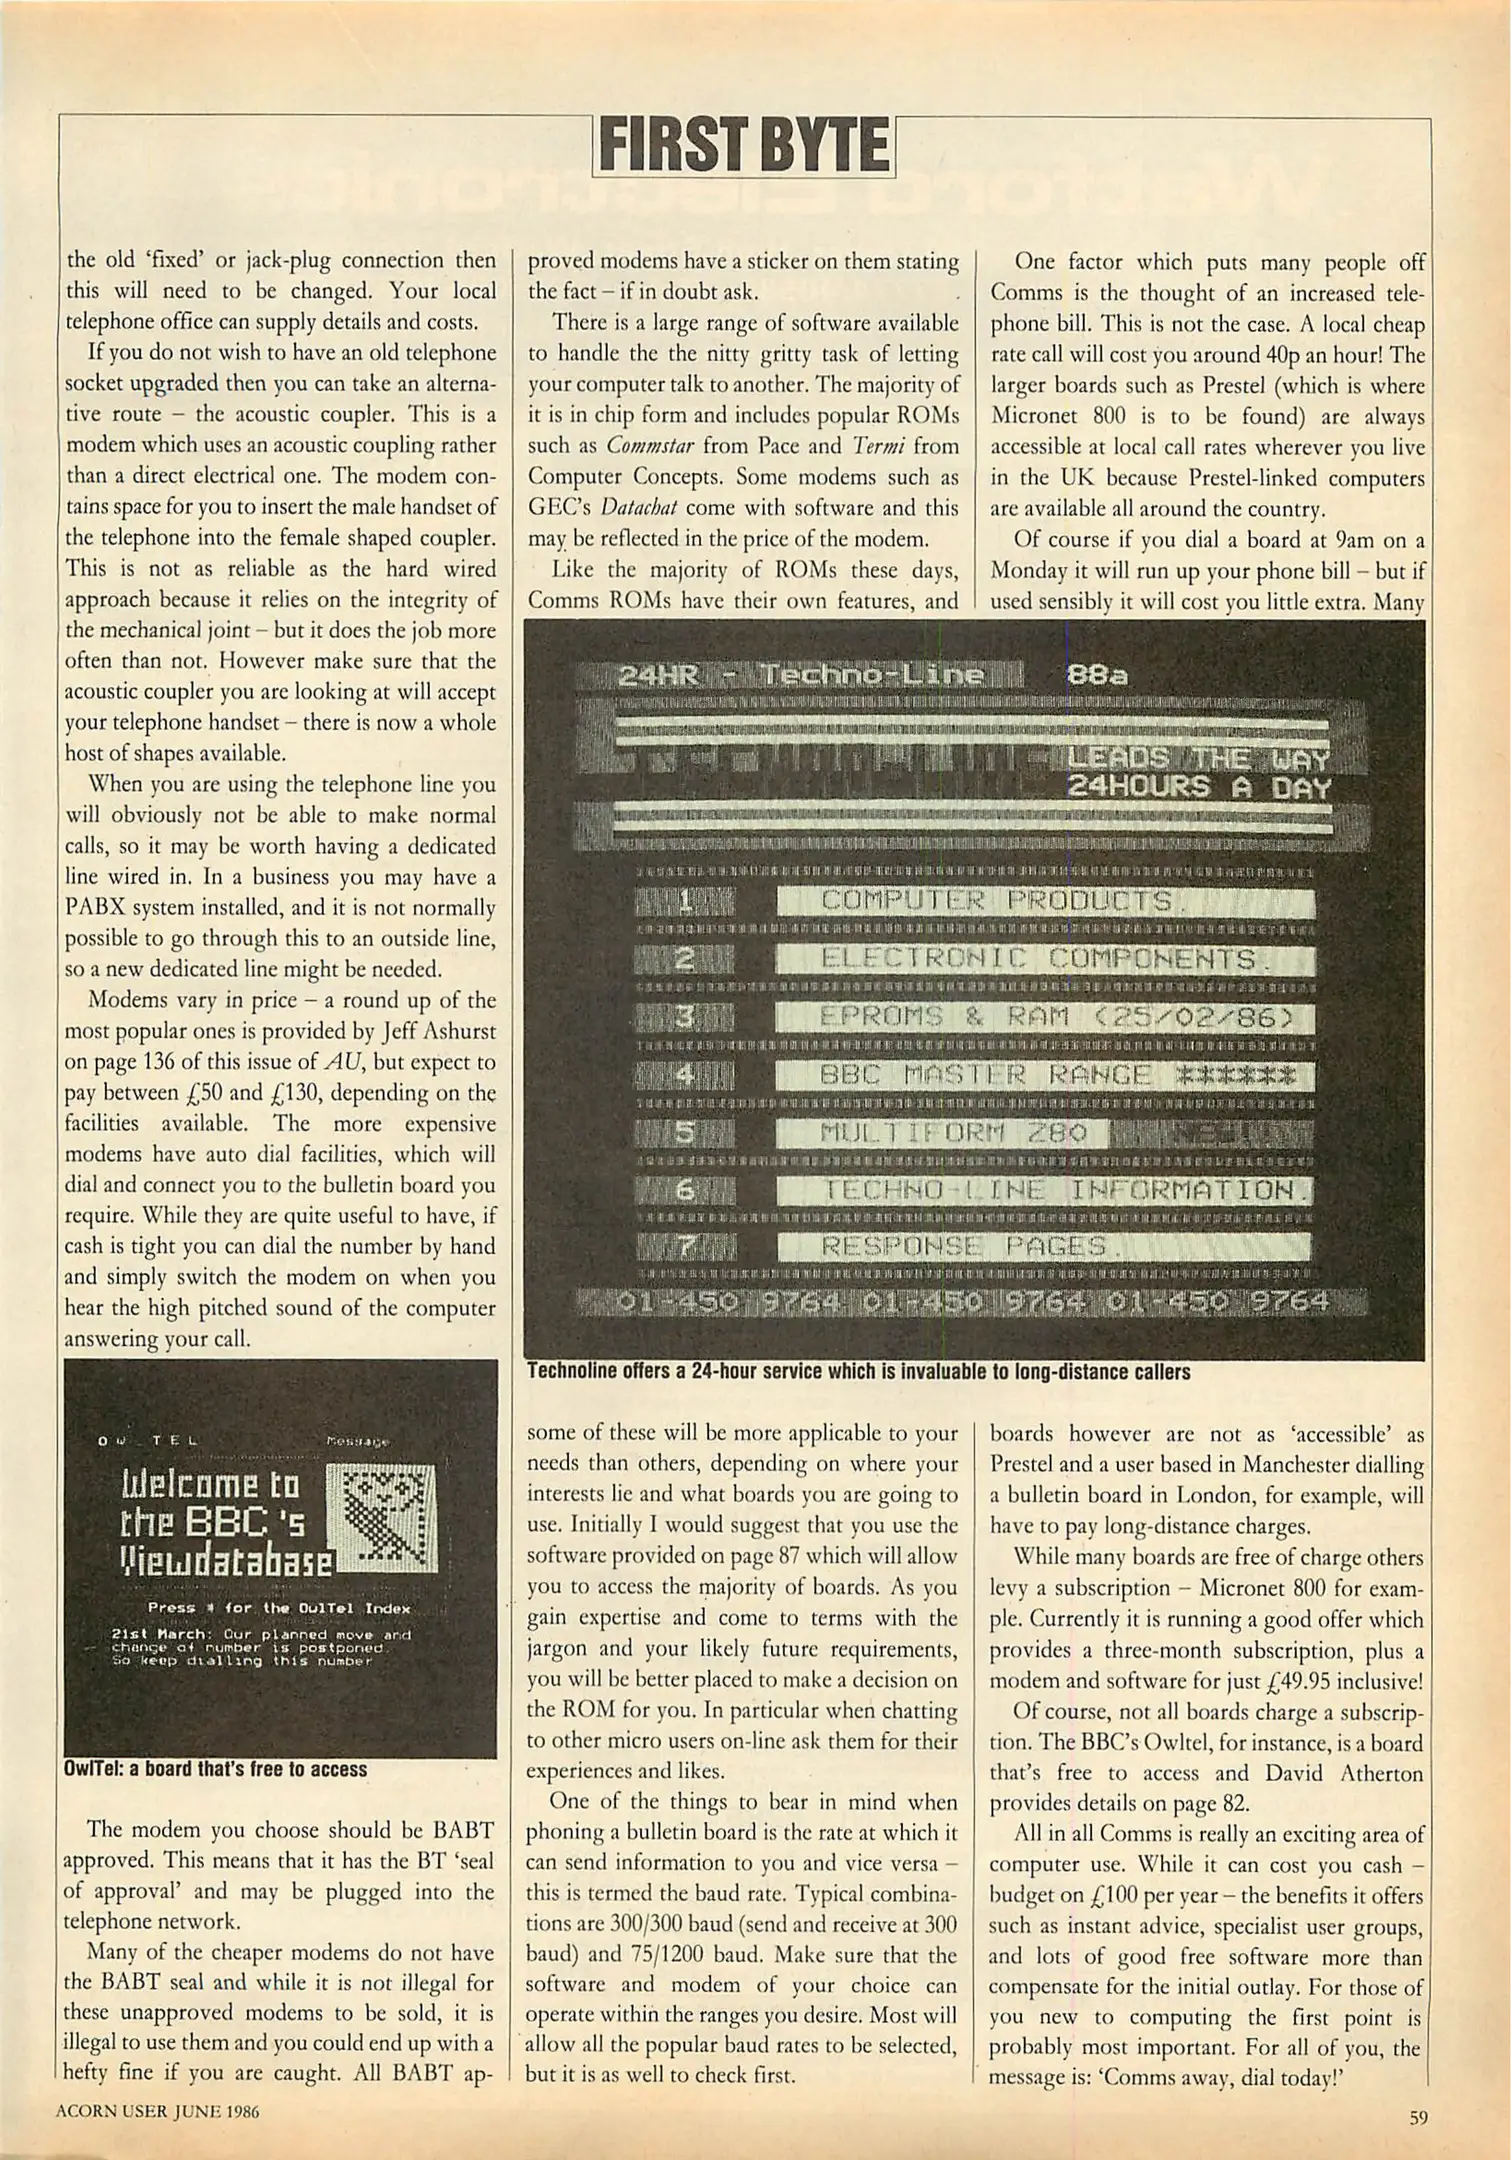 FIRST BYTE
the old ‘fixed’ or jack-plug connection then
this will need to be changed. Your local
telephone office can supply details and costs.
If you do not wish to have an old telephone
socket upgraded then you can take an alterna-
tive route – the acoustic coupler. This is a
modem which uses an acoustic coupling rather
than a direct electrical one. The modem con-
tains space for you to insert the male handset of
the telephone into the female shaped coupler.
This is not as reliable as the hard wired
approach because it relies on the integrity of
the mechanical joint – but it does the job more
often than not. However make sure that the
acoustic coupler you are looking at will accept
your telephone handset – there is now a whole
host of shapes available.
When you are using the telephone line you
will obviously not be able to make normal
calls, so it may be worth having a dedicated
line wired in. In a business you may have a
PABX system installed, and it is not normally
possible to go through this to an outside line,
so a new dedicated line might be needed.
Modems vary in price – a round up of the
most popular ones is provided by Jeff Ashurst
on page 136 of this issue of AU, but expect to
pay between £50 and £130, depending on the
facilities available. The more expensive
modems have auto dial facilities, which will
dial and connect you to the bulletin board you
require. While they are quite useful to have, if
cash is tight you can dial the number by hand
and simply switch the modem on when you
hear the high pitched sound of the computer
answering your call.
OWLTEL Message
Welcome to
the BBC's
Viewdatabase
Press * for the OwlTel Index
21st March: Our planned move and
change of number is postponed.
So keep dialling this number
OwlTel: a board that's free to access
The modem you choose should be BABT
approved. This means that it has the BT ‘seal
of approval’ and may be plugged into the
telephone network.
Many of the cheaper modems do not have
the BABT seal and while it is not illegal for
these unapproved modems to be sold, it is
illegal to use them and you could end up with a
hefty fine if you are caught. All BABT ap-
proved modems have a sticker on them stating
the fact – if in doubt ask.
There is a large range of software available
to handle the the nitty gritty task of letting
your computer talk to another. The majority of
it is in chip form and includes popular ROMs
such as Commstar from Pace and Termi from
Computer Concepts. Some modems such as
GEC's Datachat come with software and this
may be reflected in the price of the modem.
Like the majority of ROMs these days,
Comms ROMs have their own features, and
24HR - Techno-Line 88a
LEADS THE WAY
24HOURS A DAY
1 COMPUTER PRODUCTS.
2 ELECTRONIC COMPONENTS.
3 EPROMS & RAM (25/02/86)
4 BBC MASTER RANGE ******
5 MULTIFORM Z80
6 TECHNO-LINE INFORMATION.
7 RESPONSE PAGES.
01-450 9764 01-450 9764 01-450 9764
Technoline offers a 24-hour service which is invaluable to long-distance callers
some of these will be more applicable to your
needs than others, depending on where your
interests lie and what boards you are going to
use. Initially I would suggest that you use the
software provided on page 87 which will allow
you to access the majority of boards. As you
gain expertise and come to terms with the
jargon and your likely future requirements,
you will be better placed to make a decision on
the ROM for you. In particular when chatting
to other micro users on-line ask them for their
experiences and likes.
One of the things to bear in mind when
phoning a bulletin board is the rate at which it
can send information to you and vice versa –
this is termed the baud rate. Typical combina-
tions are 300/300 baud (send and receive at 300
baud) and 75/1200 baud. Make sure that the
software and modem of your choice can
operate within the ranges you desire. Most will
allow all the popular baud rates to be selected,
but it is as well to check first.
One factor which puts many people off
Comms is the thought of an increased tele-
phone bill. This is not the case. A local cheap
rate call will cost you around 40p an hour! The
larger boards such as Prestel (which is where
Micronet 800 is to be found) are always
accessible at local call rates wherever you live
in the UK because Prestel-linked computers
are available all around the country.
Of course if you dial a board at 9am on a
Monday it will run up your phone bill – but if
used sensibly it will cost you little extra. Many
boards however are not as ‘accessible’ as
Prestel and a user based in Manchester dialling
a bulletin board in London, for example, will
have to pay long-distance charges.
While many boards are free of charge others
levy a subscription – Micronet 800 for exam-
ple. Currently it is running a good offer which
provides a three-month subscription, plus a
modem and software for just £49.95 inclusive!
Of course, not all boards charge a subscrip-
tion. The BBC's Owltel, for instance, is a board
that's free to access and David Atherton
provides details on page 82.
All in all Comms is really an exciting area of
computer use. While it can cost you cash –
budget on £100 per year – the benefits it offers
such as instant advice, specialist user groups,
and lots of good free software more than
compensate for the initial outlay. For those of
you new to computing the first point is
probably most important. For all of you, the
message is: ‘Comms away, dial today!’
ACORN USER JUNE 1986
59